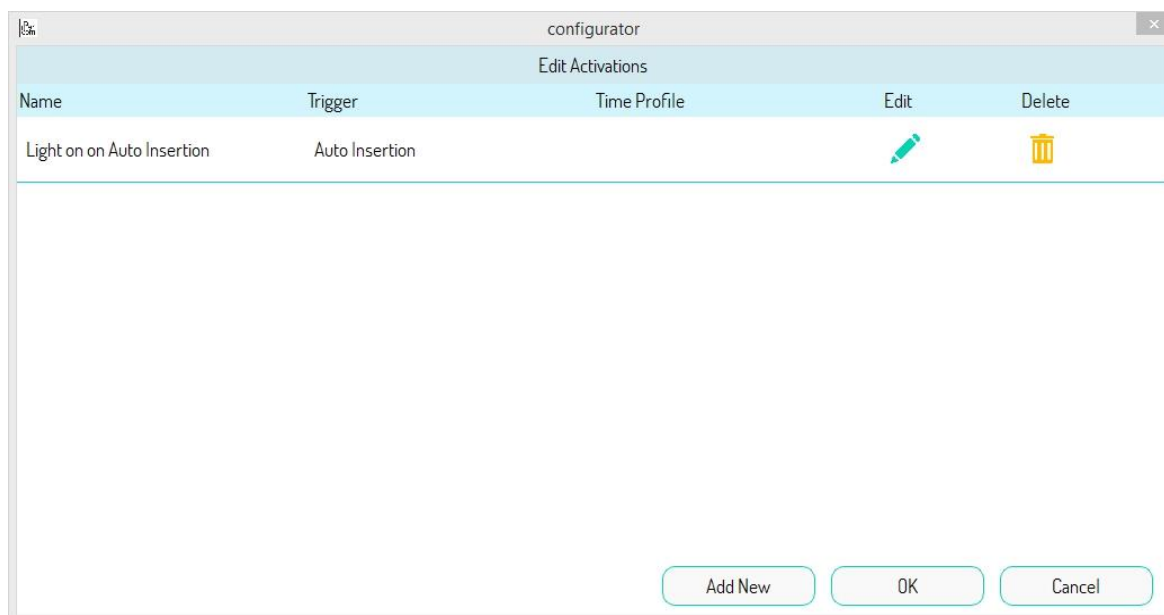 configurator
Edit Activations
Name Trigger Time Profile Edit Delete
Light on on Auto Insertion Auto Insertion
Add New OK Cancel